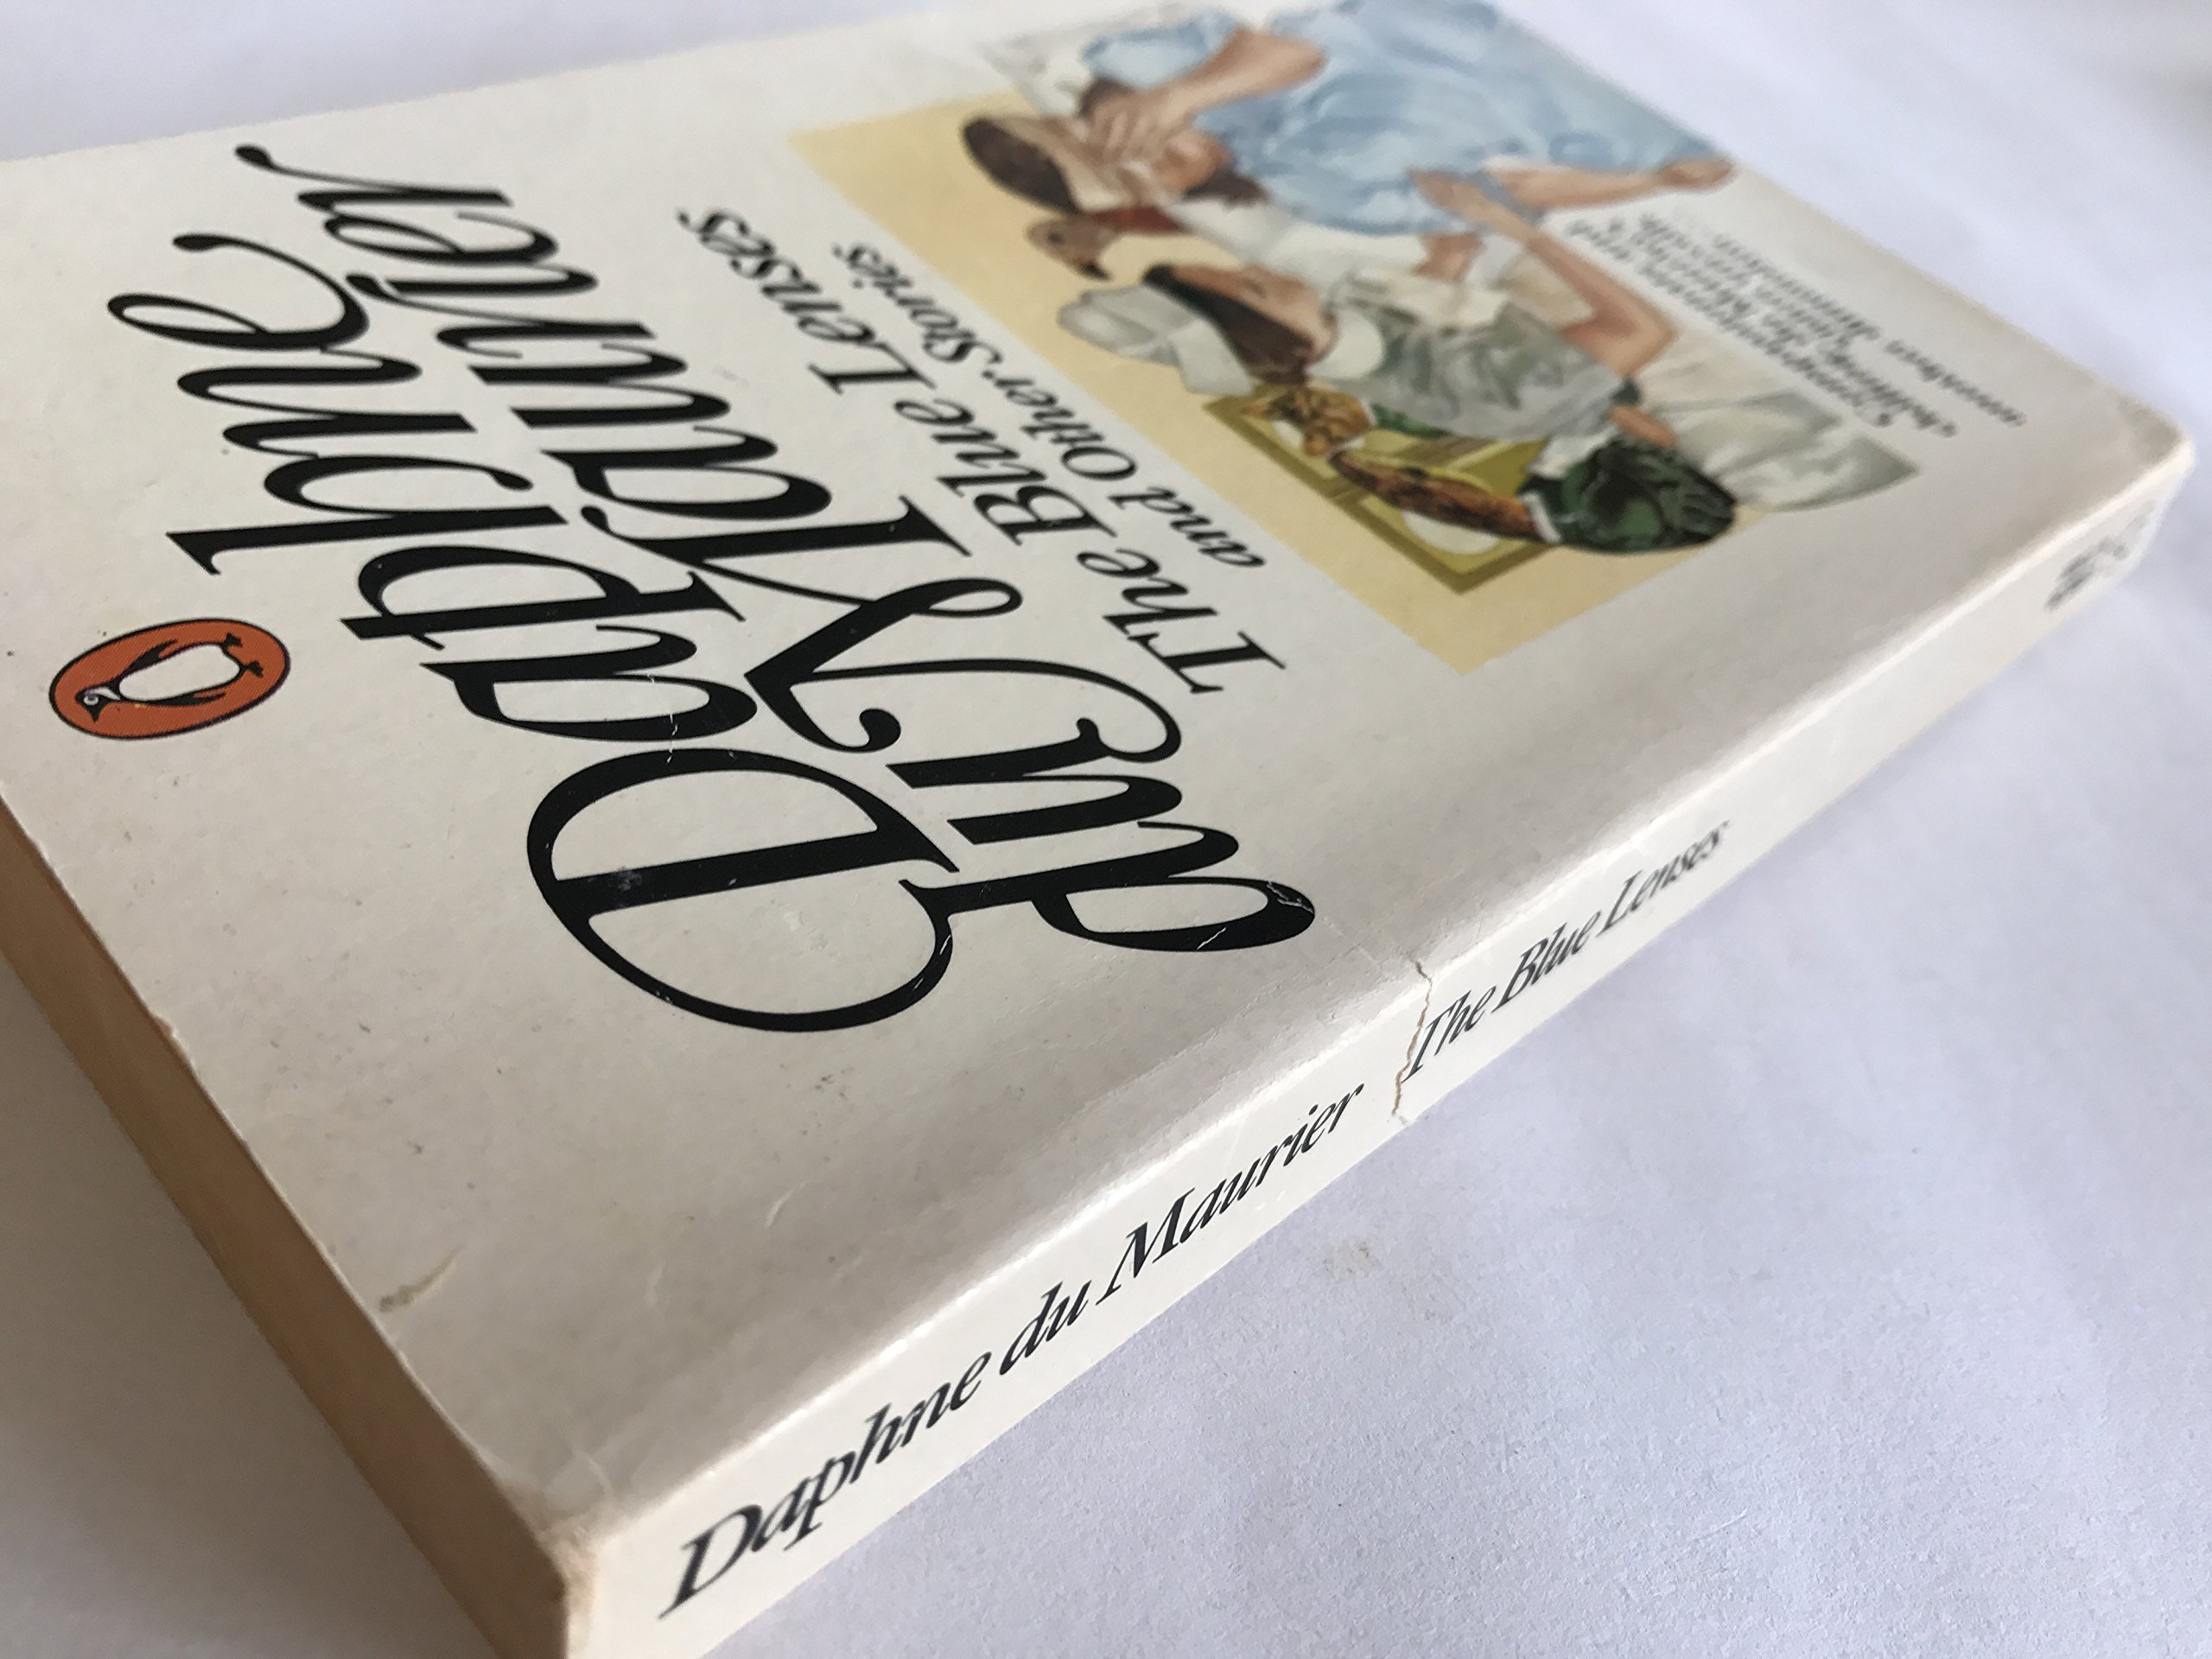 Daphne
du Maurier
The Blue Lenses
and Other Stories
Daphne du Maurier The Blue Lenses